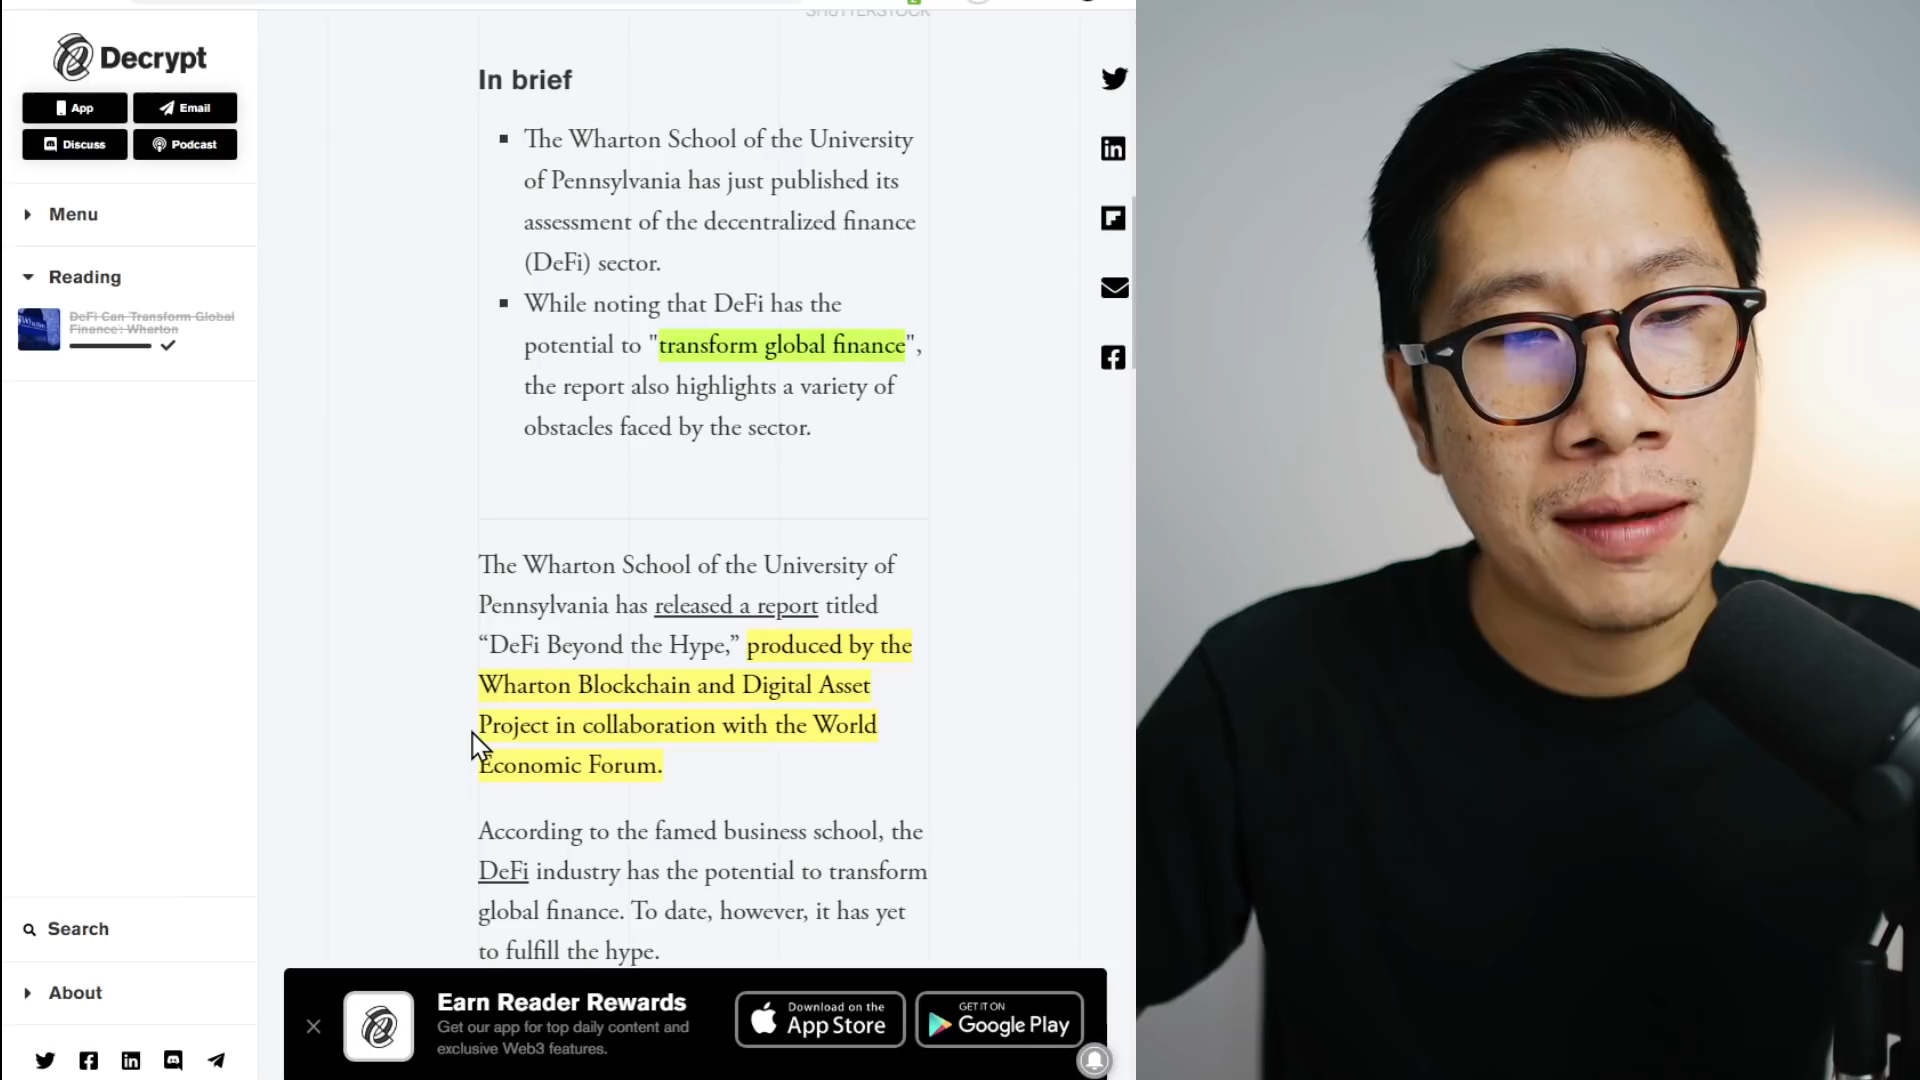 SHUTTERSTOCK
Decrypt
App
Email
Discuss
Podcast
Menu
Reading
DeFi Can 'Transform Global
Finance': Wharton
Search
About
In brief
The Wharton School of the University
of Pennsylvania has just published its
assessment of the decentralized finance
(DeFi) sector.
While noting that DeFi has the
potential to "transform global finance",
the report also highlights a variety of
obstacles faced by the sector.
The Wharton School of the University of
Pennsylvania has released a report titled
“DeFi Beyond the Hype,” produced by the
Wharton Blockchain and Digital Asset
Project in collaboration with the World
Economic Forum.
According to the famed business school, the
DeFi industry has the potential to transform
global finance. To date, however, it has yet
to fulfill the hype.
Earn Reader Rewards
Get our app for top daily content and
exclusive Web3 features.
Download on the
App Store
GET IT ON
Google Play